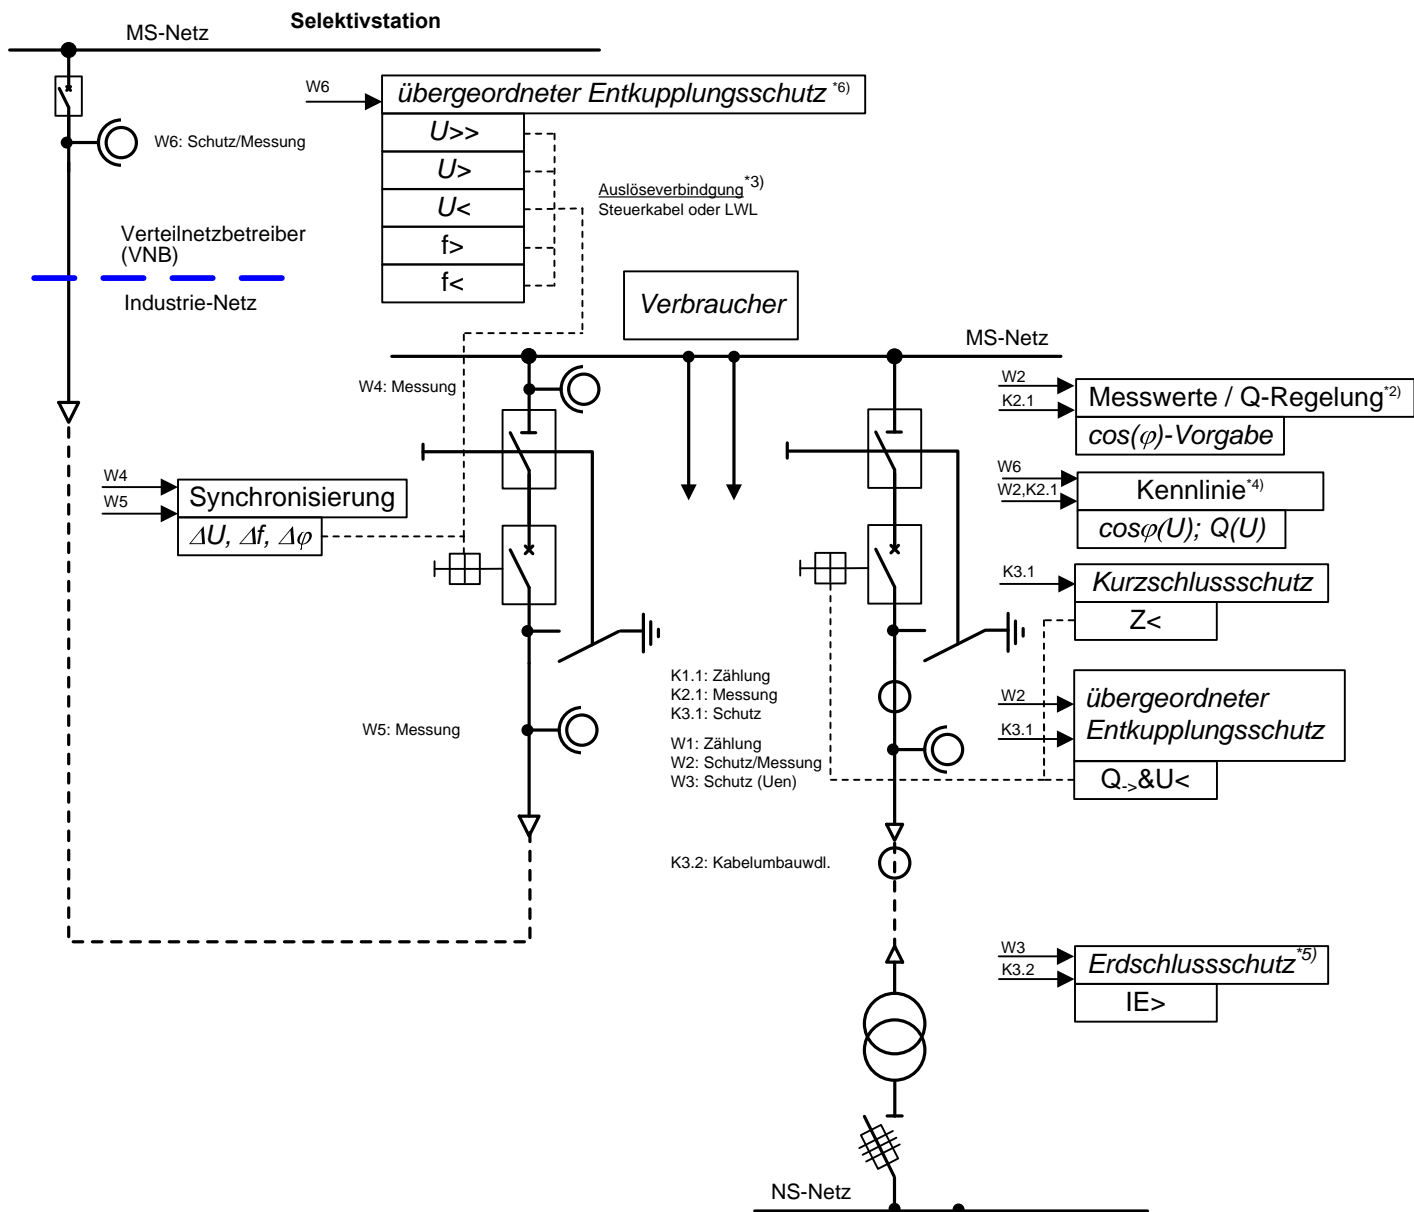 Selektivstation
MS-Netz
W6
übergeordneter Entkupplungsschutz *6)
U>>
U>
U<
f>
f<
W6: Schutz/Messung
Auslöseverbindgung*3)
Steuerkabel oder LWL
Verteilnetzbetreiber
(VNB)
Industrie-Netz
Verbraucher
MS-Netz
W4: Messung
W2
K2.1
Messwerte / Q-Regelung*2)
cos(φ)-Vorgabe
W6
W2,K2.1
Kennlinie*4)
cosφ(U); Q(U)
W4
W5
Synchronisierung
ΔU, Δf, Δφ
K3.1
Kurzschlussschutz
Z<
K1.1: Zählung
K2.1: Messung
K3.1: Schutz
W1: Zählung
W2: Schutz/Messung
W3: Schutz (Uen)
W5: Messung
W2
K3.1
übergeordneter
Entkupplungsschutz
Q->&U<
K3.2: Kabelumbauwdl.
W3
K3.2
Erdschlussschutz*5)
IE>
NS-Netz